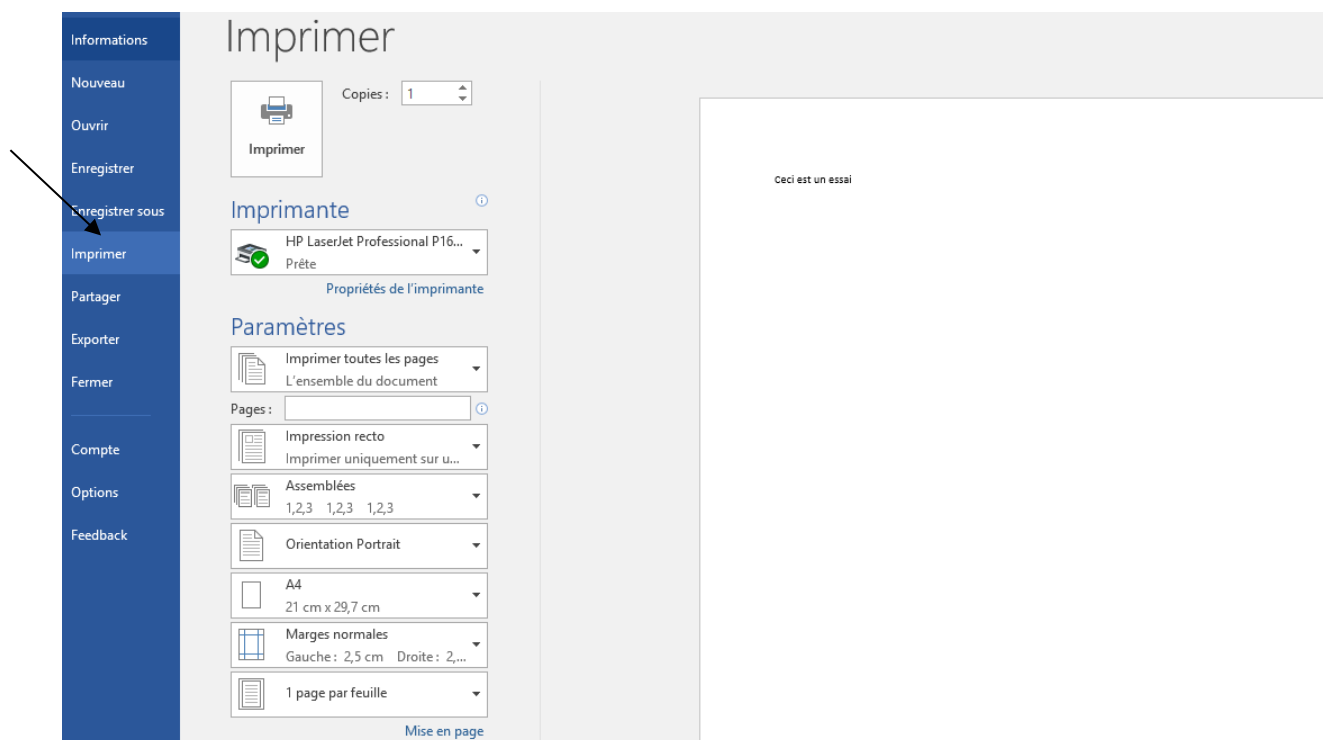 Informations
Nouveau
Ouvrir
Enregistrer
Enregistrer sous
Imprimer
Partager
Exporter
Fermer
Compte
Options
Feedback
Imprimer
Copies : 1
Imprimer
Imprimante
HP LaserJet Professional P16...
Prête
Propriétés de l'imprimante
Paramètres
Imprimer toutes les pages
L'ensemble du document
Pages :
Impression recto
Imprimer uniquement sur u...
Assemblées
1,2,3 1,2,3 1,2,3
Orientation Portrait
A4
21 cm x 29,7 cm
Marges normales
Gauche : 2,5 cm Droite : 2,...
1 page par feuille
Mise en page
Ceci est un essai